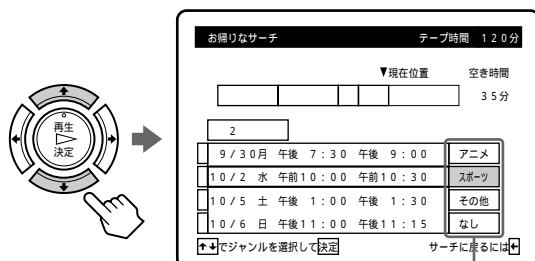 お帰りなサーチ テープ時間 120分
▼現在位置 空き時間
35分
再生
決定
2
9/30月 午後 7:30 午後 9:00 アニメ
10/2 水 午前10:00 午前10:30 スポーツ
10/5 土 午後 1:00 午後 1:30 その他
10/6 日 午後11:00 午後11:15 なし
↑↓でジャンルを選択して決定 サーチに戻るには←